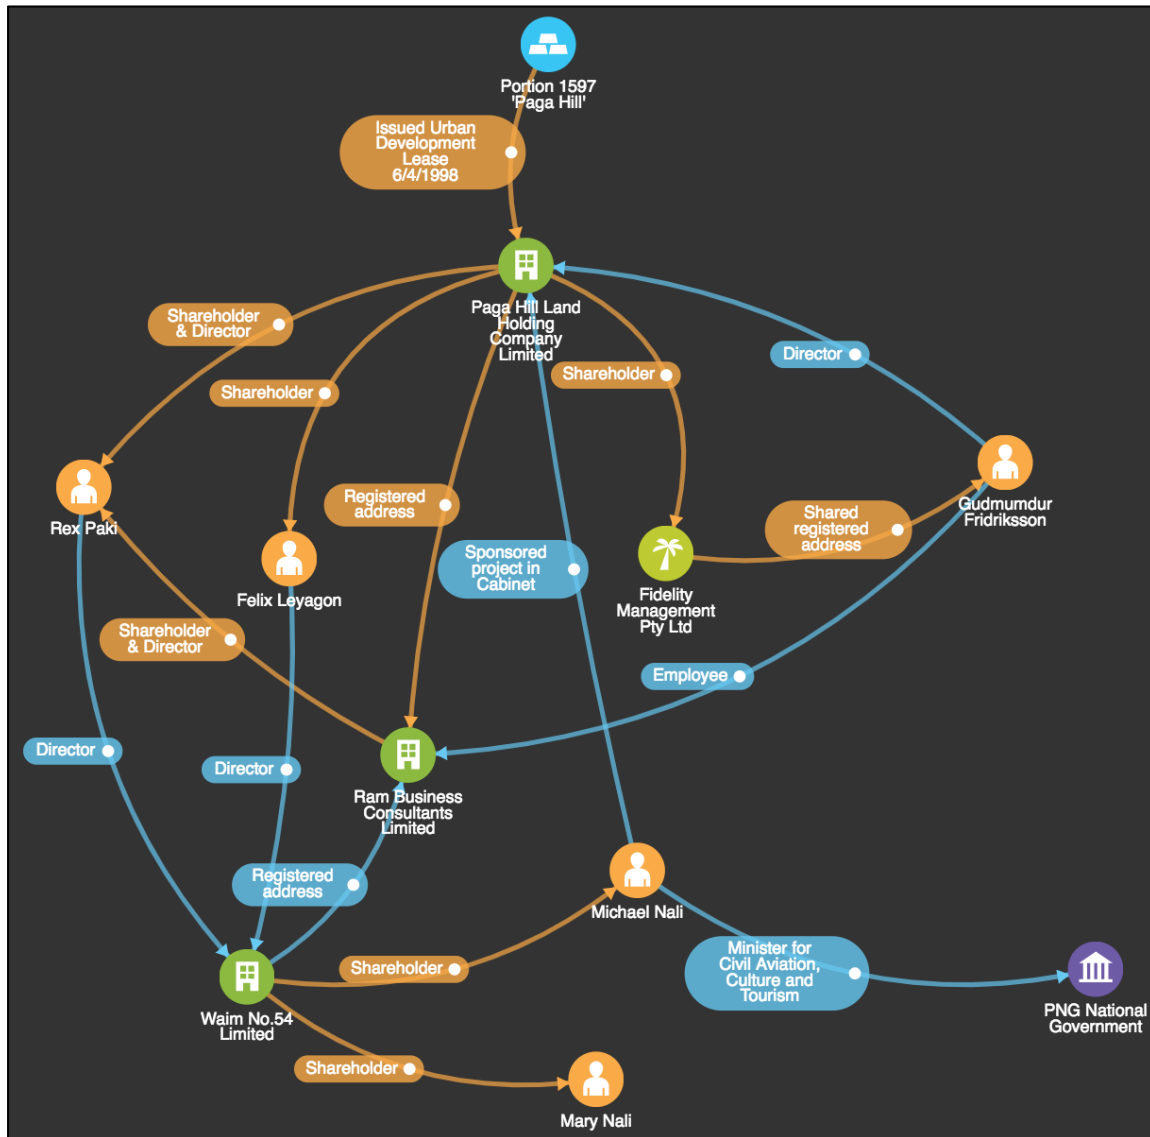 Portion 1597
'Paga Hill'
Issued Urban
Development
Lease
6/4/1998
Paga Hill Land
Holding
Company
Limited
Shareholder
& Director
Director
Shareholder
Shareholder
Rex Paki
Registered
address
Shared
registered
address
Gudmumdur
Fridriksson
Sponsored
project in
Cabinet
Felix Leyagon
Fidelity
Management
Pty Ltd
Shareholder
& Director
Employee
Director
Director
Ram Business
Consultants
Limited
Registered
address
Michael Nali
Shareholder
Minister for
Civil Aviation,
Culture and
Tourism
Waim No.54
Limited
PNG National
Government
Shareholder
Mary Nali